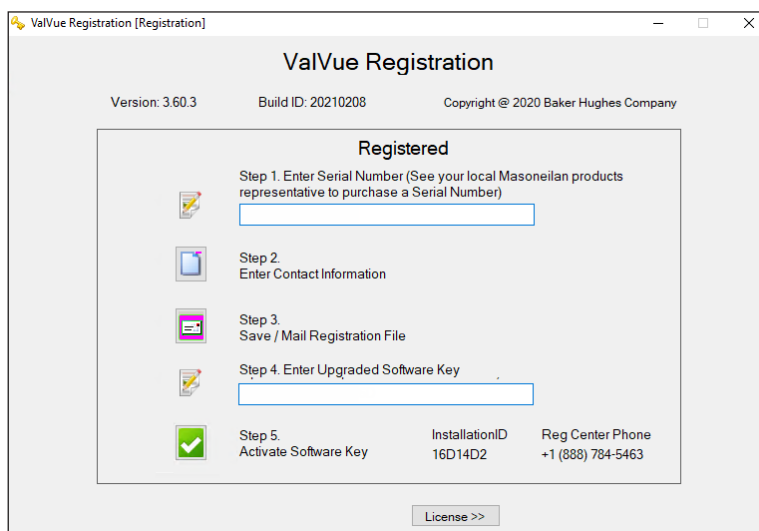 ValVue Registration [Registration]
ValVue Registration
Version: 3.60.3 Build ID: 20210208 Copyright @ 2020 Baker Hughes Company
Registered
Step 1. Enter Serial Number (See your local Masoneilan products
representative to purchase a Serial Number)
Step 2.
Enter Contact Information
Step 3.
Save / Mail Registration File
Step 4. Enter Upgraded Software Key
Step 5. InstallationID Reg Center Phone
Activate Software Key 16D14D2 +1 (888) 784-5463
License >>